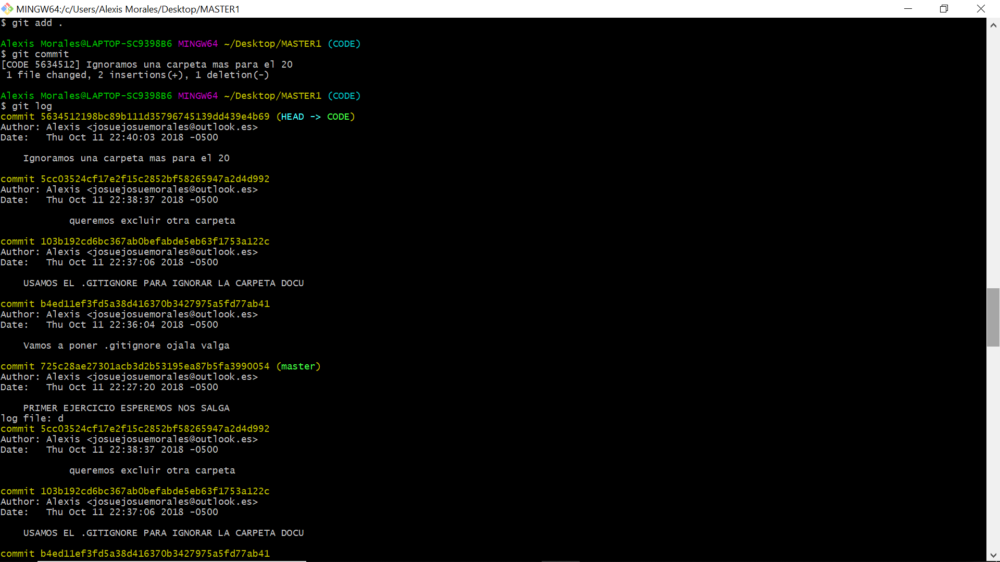 MINGW64:/c/Users/Alexis Morales/Desktop/MASTER1
$ git add .
Alexis Morales@LAPTOP-SC9398B6 MINGW64 ~/Desktop/MASTER1 (CODE)
$ git commit
[CODE 5634512] Ignoramos una carpeta mas para el 20
1 file changed, 2 insertions(+), 1 deletion(-)
Alexis Morales@LAPTOP-SC9398B6 MINGW64 ~/Desktop/MASTER1 (CODE)
$ git log
commit 5634512198bc89b111d35796745139dd439e4b69 (HEAD -> CODE)
Author: Alexis <josuejosuemorales@outlook.es>
Date:   Thu Oct 11 22:40:03 2018 -0500
Ignoramos una carpeta mas para el 20
commit 5cc03524cf17e2f15c2852bf58265947a2d4d992
Author: Alexis <josuejosuemorales@outlook.es>
Date:   Thu Oct 11 22:38:37 2018 -0500
queremos excluir otra carpeta
commit 103b192cd6bc367ab0befabde5eb63f1753a122c
Author: Alexis <josuejosuemorales@outlook.es>
Date:   Thu Oct 11 22:37:06 2018 -0500
USAMOS EL .GITIGNORE PARA IGNORAR LA CARPETA DOCU
commit b4ed11ef3fd5a38d416370b3427975a5fd77ab41
Author: Alexis <josuejosuemorales@outlook.es>
Date:   Thu Oct 11 22:36:04 2018 -0500
Vamos a poner .gitignore ojala valga
commit 725c28ae27301acb3d2b53195ea87b5fa3990054 (master)
Author: Alexis <josuejosuemorales@outlook.es>
Date:   Thu Oct 11 22:27:20 2018 -0500
PRIMER EJERCICIO ESPEREMOS NOS SALGA
log file: d
commit 5cc03524cf17e2f15c2852bf58265947a2d4d992
Author: Alexis <josuejosuemorales@outlook.es>
Date:   Thu Oct 11 22:38:37 2018 -0500
queremos excluir otra carpeta
commit 103b192cd6bc367ab0befabde5eb63f1753a122c
Author: Alexis <josuejosuemorales@outlook.es>
Date:   Thu Oct 11 22:37:06 2018 -0500
USAMOS EL .GITIGNORE PARA IGNORAR LA CARPETA DOCU
commit b4ed11ef3fd5a38d416370b3427975a5fd77ab41